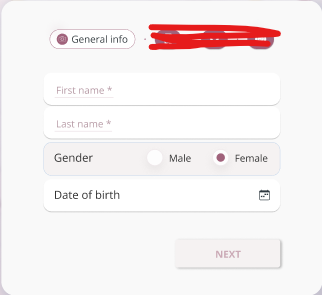 General info
First name *
Last name *
Gender Male Female
Date of birth
NEXT